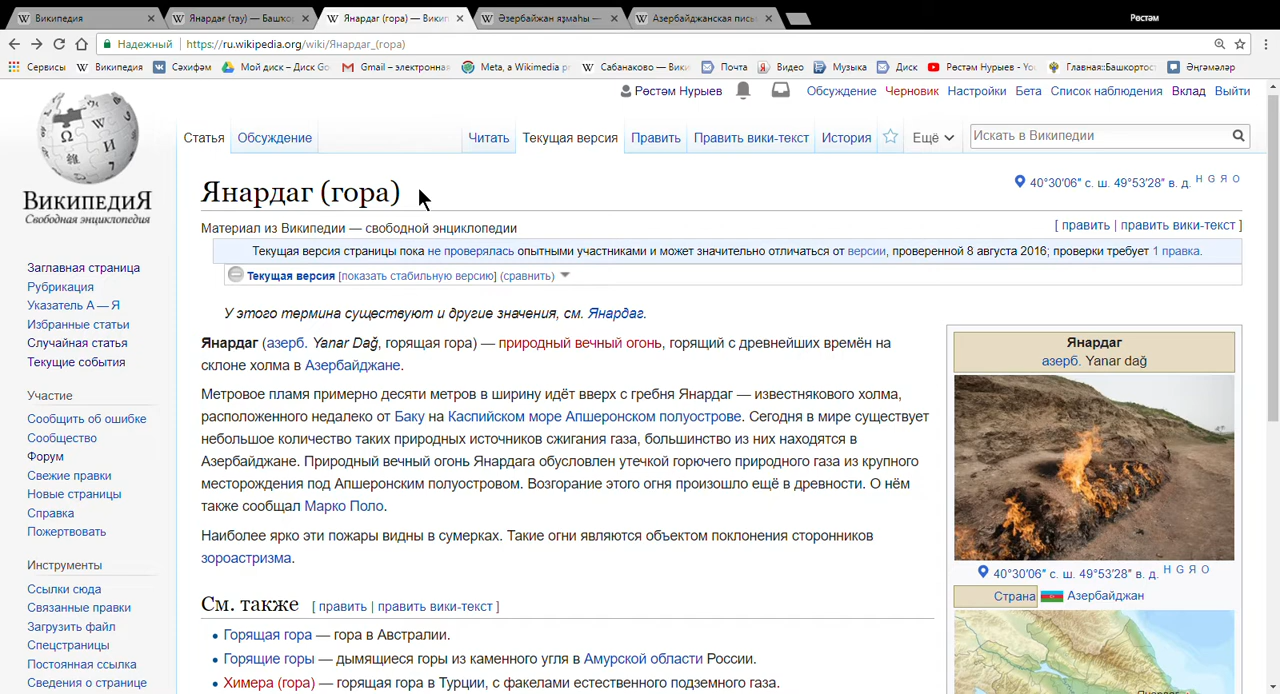 Википедия
Янардағ (тау) — Башҡор
Янардаг (гора) — Викип
Әзербайжан яҙмаһы —
Азербайджанская пись
Рөстәм
Надежный
https://ru.wikipedia.org/wiki/Янардаг_(гора)
Сервисы
Википедия
Сәхифәм
Мой диск – Диск Go
Gmail – электронна
Meta, a Wikimedia p
Сабанаково — Вики
Почта
Видео
Музыка
Диск
Рөстәм Нурыев - Yo
Главная::Башкортос
Әңгәмәләр
Рөстәм Нурыев
Обсуждение
Черновик
Настройки
Бета
Список наблюдения
Вклад
Выйти
Статья
Обсуждение
Читать
Текущая версия
Править
Править вики-текст
История
Ещё
Искать в Википедии
ВИКИПЕДИЯ
Свободная энциклопедия
Янардаг (гора)
40°30′06″ с. ш. 49°53′28″ в. д. H G Я O
Материал из Википедии — свободной энциклопедии
[ править | править вики-текст ]
Текущая версия страницы пока не проверялась опытными участниками и может значительно отличаться от версии, проверенной 8 августа 2016; проверки требует 1 правка.
Текущая версия [показать стабильную версию] (сравнить)
У этого термина существуют и другие значения, см. Янардаг.
Янардаг (азерб. Yanar Dağ, горящая гора) — природный вечный огонь, горящий с древнейших времён на
склоне холма в Азербайджане.
Метровое пламя примерно десяти метров в ширину идёт вверх с гребня Янардаг — известнякового холма,
расположенного недалеко от Баку на Каспийском море Апшеронском полуострове. Сегодня в мире существует
небольшое количество таких природных источников сжигания газа, большинство из них находятся в
Азербайджане. Природный вечный огонь Янардага обусловлен утечкой горючего природного газа из крупного
месторождения под Апшеронским полуостровом. Возгорание этого огня произошло ещё в древности. О нём
также сообщал Марко Поло.
Наиболее ярко эти пожары видны в сумерках. Такие огни являются объектом поклонения сторонников
зороастризма.
См. также [ править | править вики-текст ]
Горящая гора — гора в Австралии.
Горящие горы — дымящиеся горы из каменного угля в Амурской области России.
Химера (гора) — горящая гора в Турции, с факелами естественного подземного газа.
Янардаг
азерб. Yanar dağ
40°30′06″ с. ш. 49°53′28″ в. д. H G Я O
Страна
Азербайджан
Заглавная страница
Рубрикация
Указатель А — Я
Избранные статьи
Случайная статья
Текущие события
Участие
Сообщить об ошибке
Сообщество
Форум
Свежие правки
Новые страницы
Справка
Пожертвовать
Инструменты
Ссылки сюда
Связанные правки
Загрузить файл
Спецстраницы
Постоянная ссылка
Сведения о странице